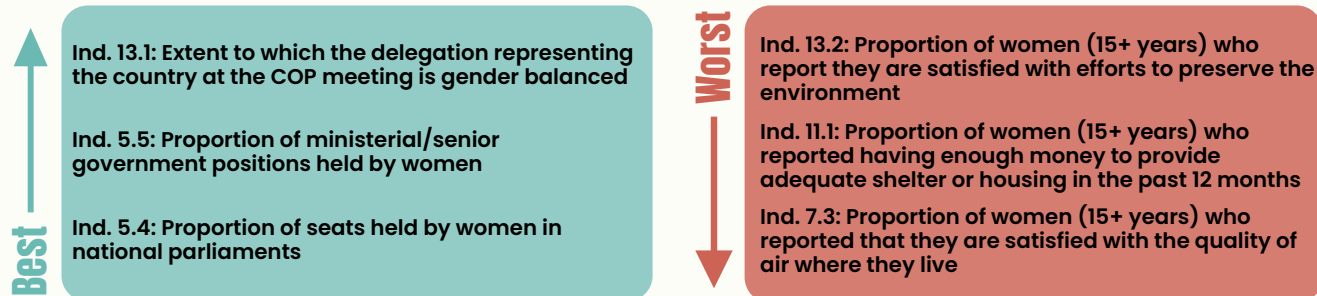 Best
Ind. 13.1: Extent to which the delegation representing
the country at the COP meeting is gender balanced
Ind. 5.5: Proportion of ministerial/senior
government positions held by women
Ind. 5.4: Proportion of seats held by women in
national parliaments
Worst
Ind. 13.2: Proportion of women (15+ years) who
report they are satisfied with efforts to preserve the
environment
Ind. 11.1: Proportion of women (15+ years) who
reported having enough money to provide
adequate shelter or housing in the past 12 months
Ind. 7.3: Proportion of women (15+ years) who
reported that they are satisfied with the quality of
air where they live